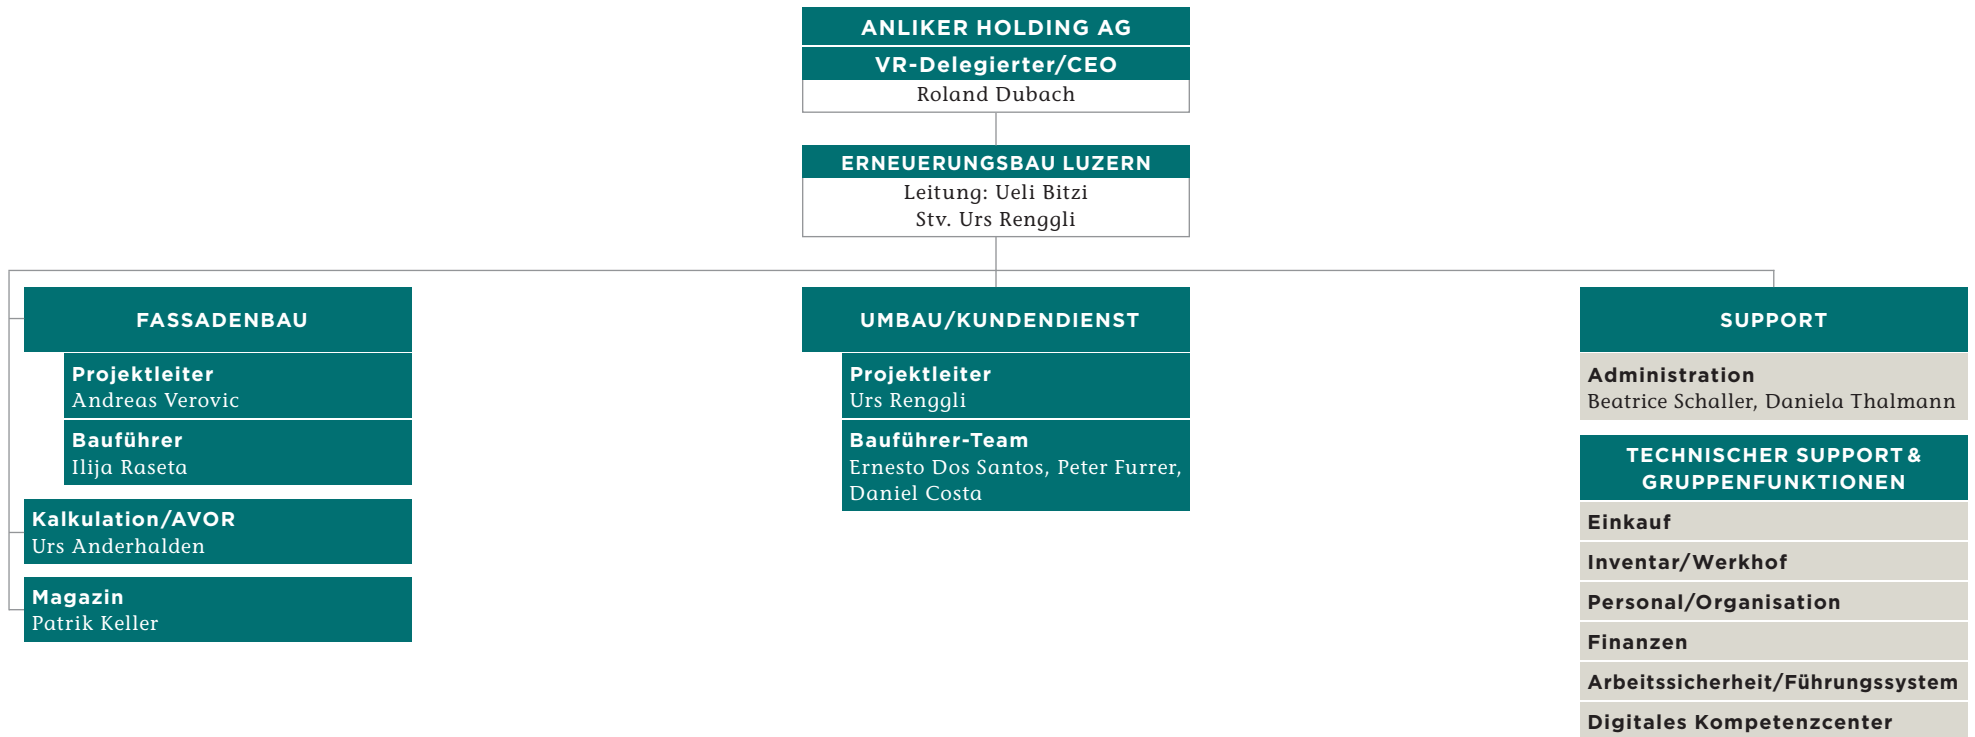 ANLIKER HOLDING AG
VR-Delegierter/CEO
Roland Dubach
ERNEUERUNGSBAU LUZERN
Leitung: Ueli Bitzi
Stv. Urs Renggli
FASSADENBAU
Projektleiter
Andreas Verovic
Bauführer
Ilija Raseta
Kalkulation/AVOR
Urs Anderhalden
Magazin
Patrik Keller
UMBAU/KUNDENDIENST
Projektleiter
Urs Renggli
Bauführer-Team
Ernesto Dos Santos, Peter Furrer,
Daniel Costa
SUPPORT
Administration
Beatrice Schaller, Daniela Thalmann
TECHNISCHER SUPPORT &
GRUPPENFUNKTIONEN
Einkauf
Inventar/Werkhof
Personal/Organisation
Finanzen
Arbeitssicherheit/Führungssystem
Digitales Kompetenzcenter